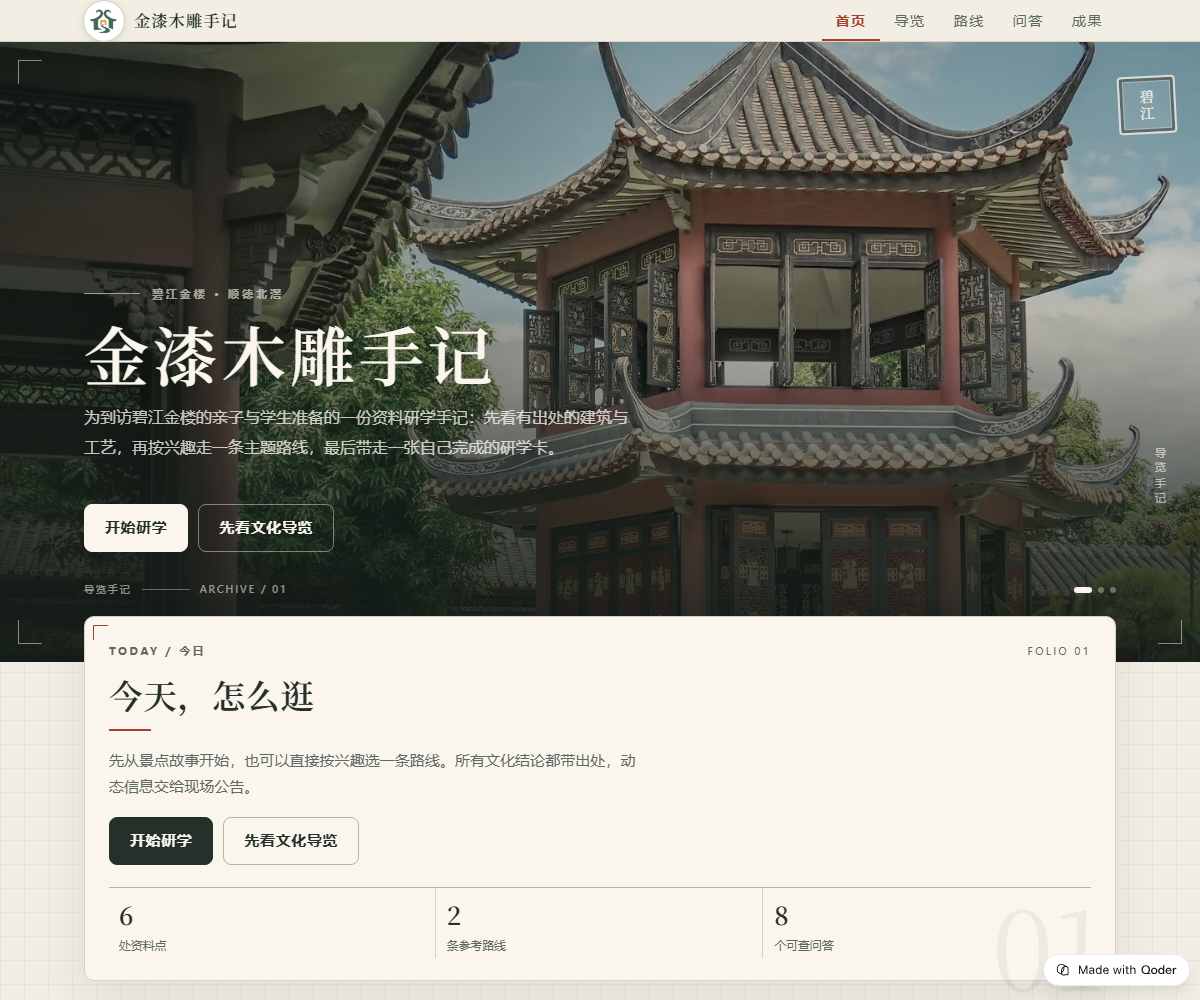 金漆木雕手记
首页 导览 路线 问答 成果
碧江
碧江金楼 • 顺德北滘
金漆木雕手记
为到访碧江金楼的亲子与学生准备的一份资料研学手记：先看有出处的建筑与
工艺，再按兴趣走一条主题路线，最后带走一张自己完成的研学卡。
导览手记
开始研学 先看文化导览
导览手记 ARCHIVE / 01
TODAY / 今日 FOLIO 01
今天，怎么逛
先从景点故事开始，也可以直接按兴趣选一条路线。所有文化结论都带出处，动
态信息交给现场公告。
开始研学 先看文化导览
6 2 8
处资料点 条参考路线 个可查问答
01
Made with Qoder